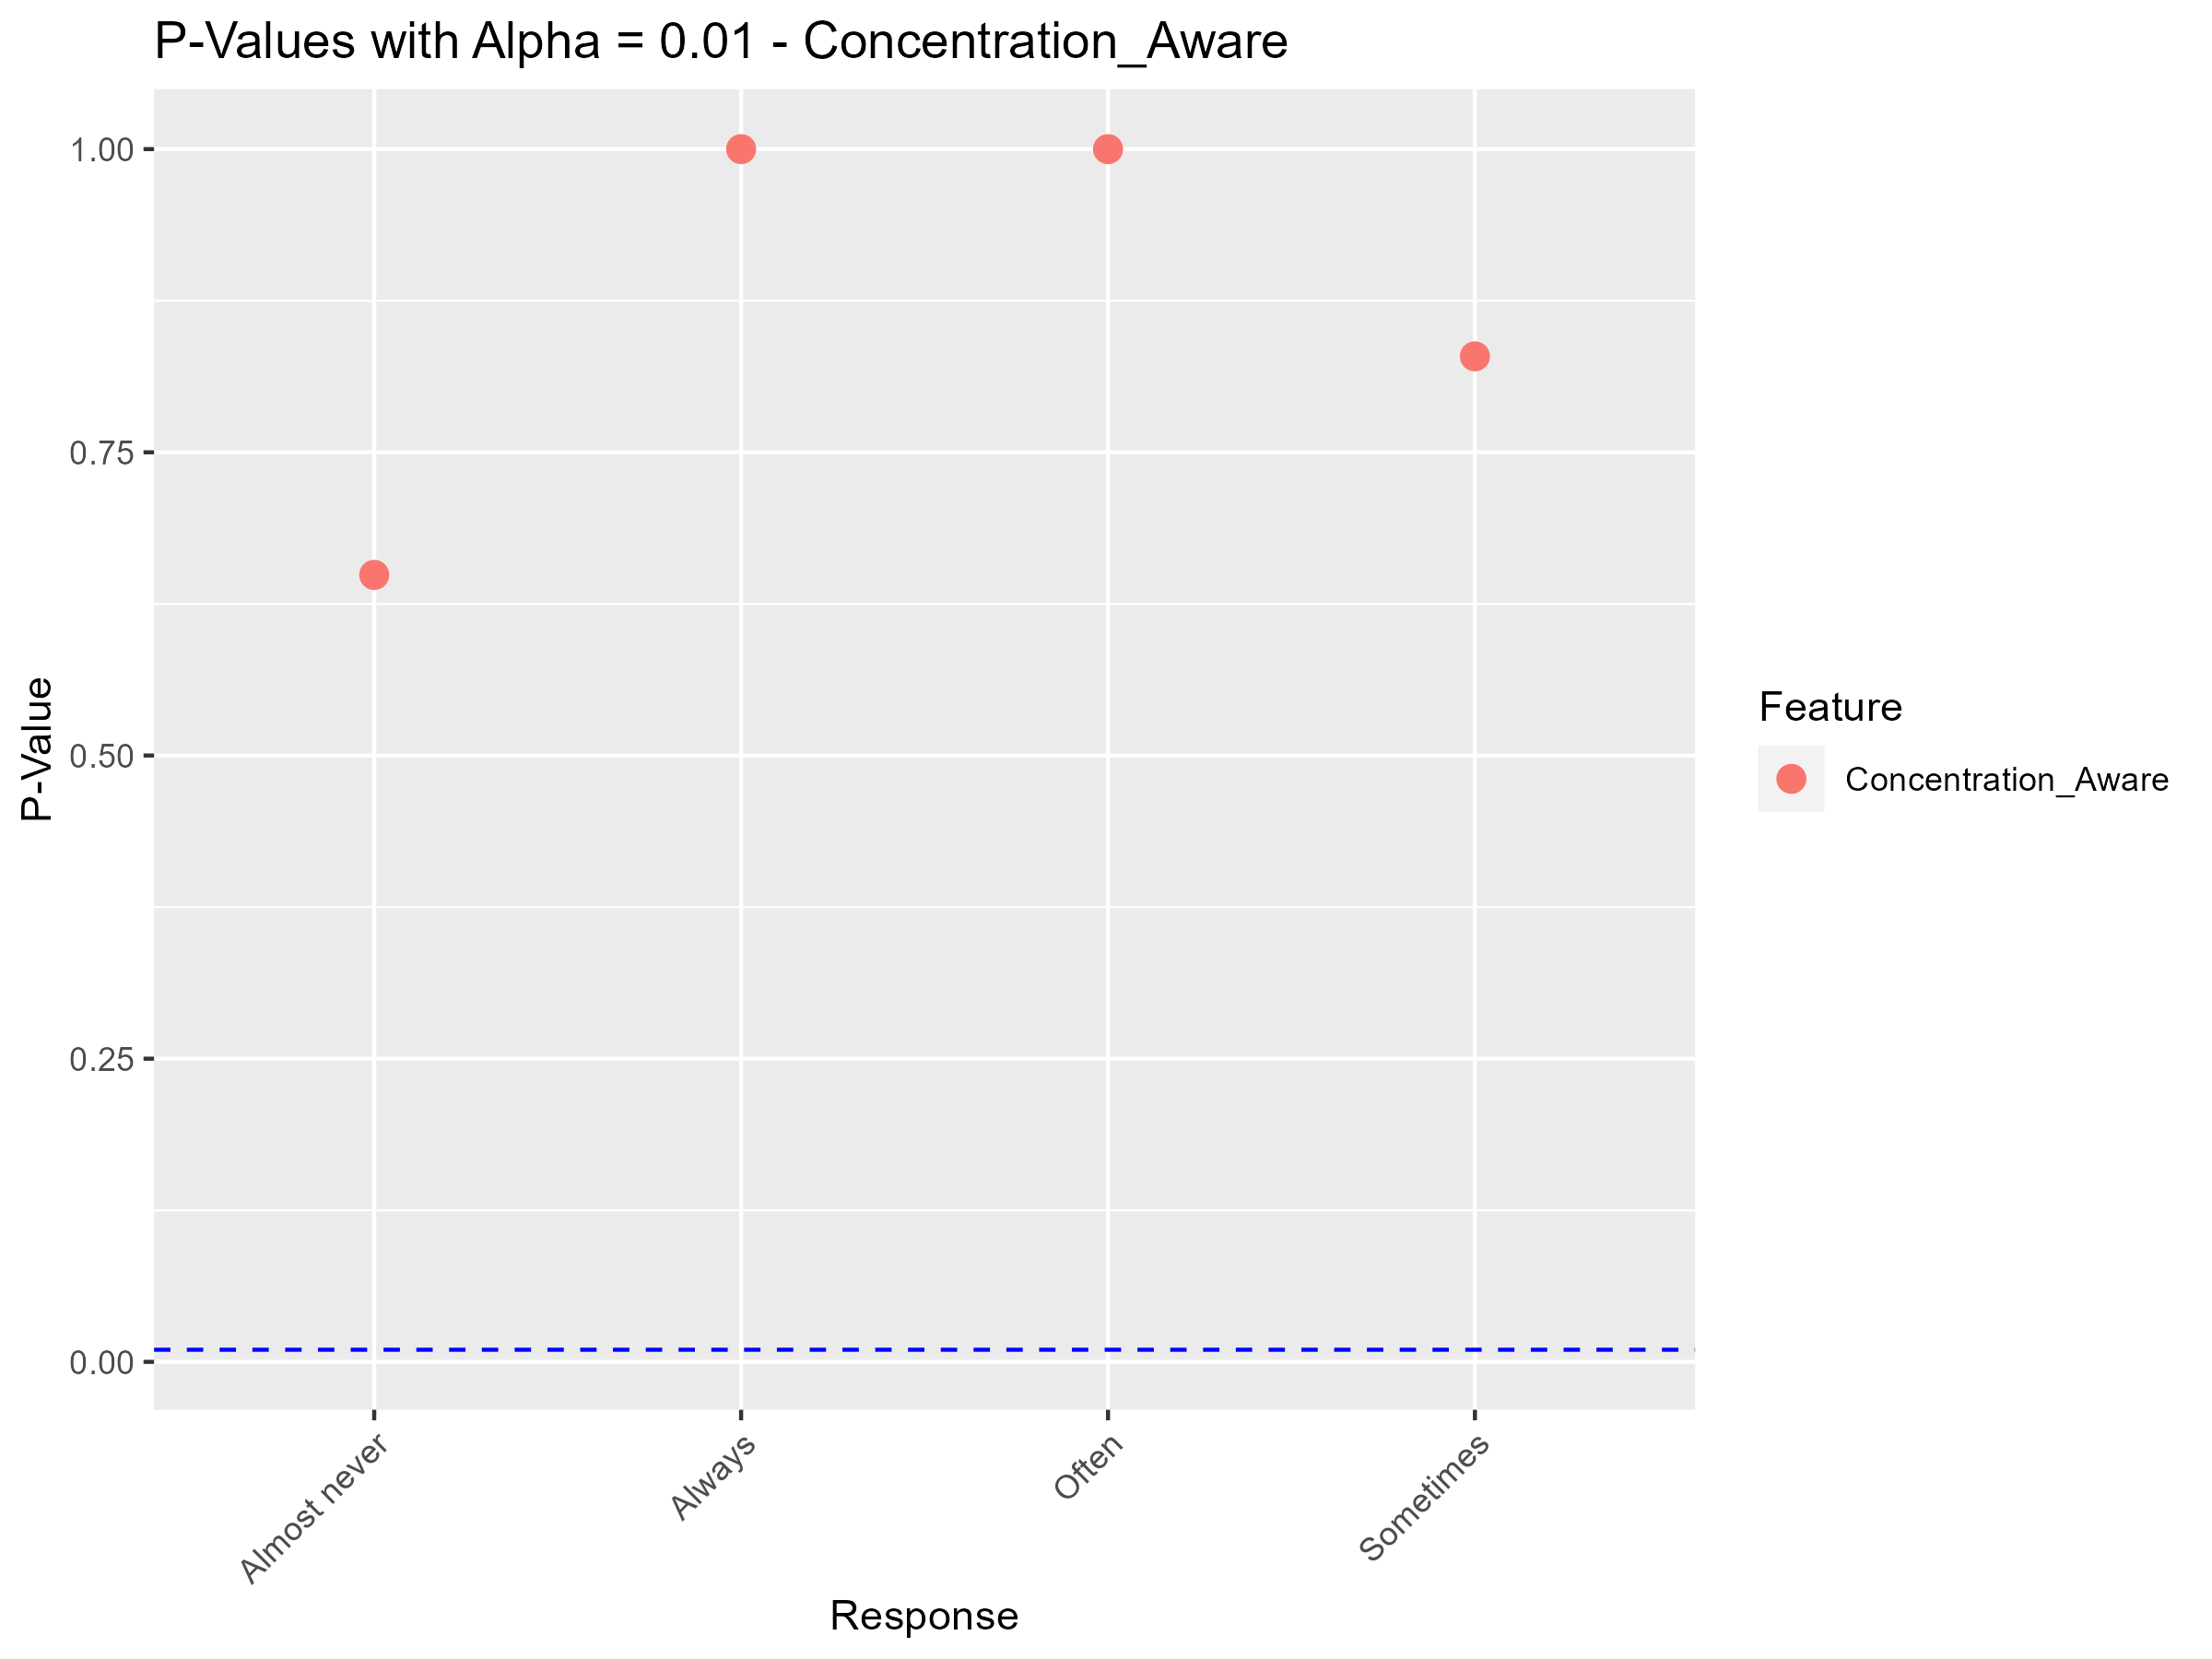 P-Values with Alpha = 0.01 - Concentration_Aware
1.00
0.75
0.50
0.25
0.00
P-Value
Almost never
Always
Often
Sometimes
Response
Feature
Concentration_Aware